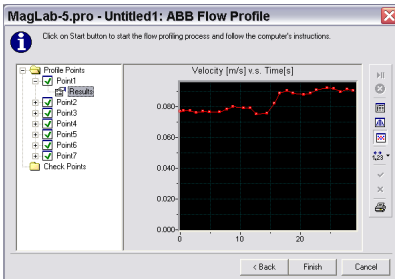 MagLab-5.pro - Untitled1: ABB Flow Profile
Click on Start button to start the flow profiling process and follow the computer's instructions.
Profile Points
Point1
Results
Point2
Point3
Point4
Point5
Point6
Point7
Check Points
Velocity [m/s] v.s. Time[s]
0.080
0.060
0.040
0.020
0.000
0
10
20
1.23
< Back
Finish
Cancel